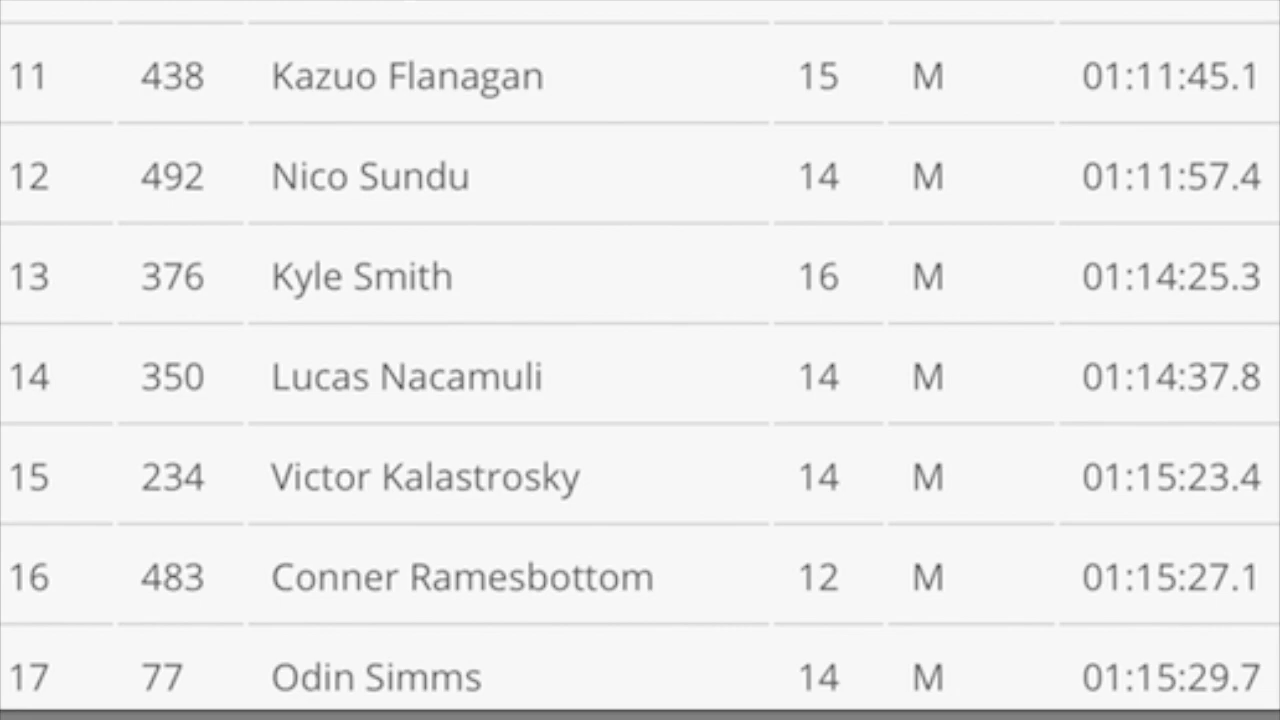 11 438 Kazuo Flanagan 15 M 01:11:45.1
12 492 Nico Sundu 14 M 01:11:57.4
13 376 Kyle Smith 16 M 01:14:25.3
14 350 Lucas Nacamuli 14 M 01:14:37.8
15 234 Victor Kalastrosky 14 M 01:15:23.4
16 483 Conner Ramesbottom 12 M 01:15:27.1
17 77 Odin Simms 14 M 01:15:29.7